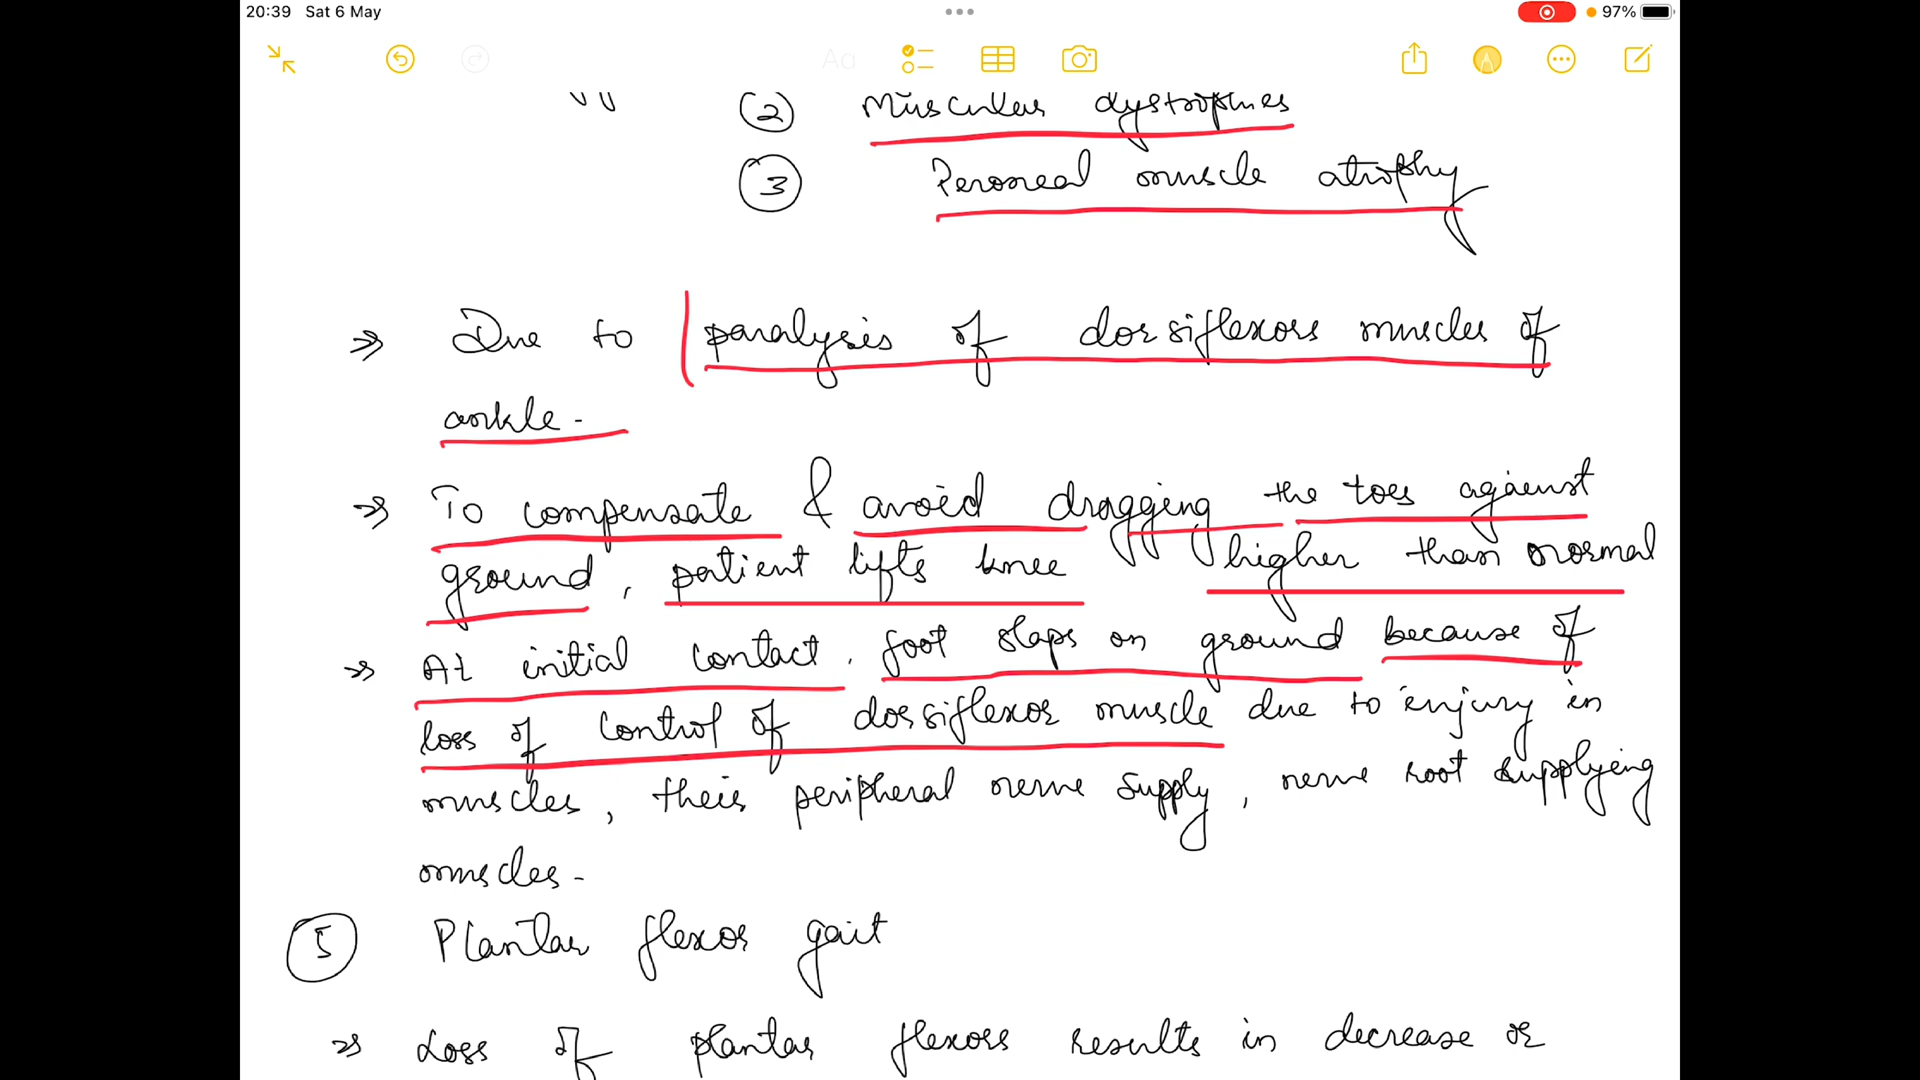 20:39 Sat 6 May 97%
Aa
(2) Muscular dystrophies
(3) Peroneal muscle atrophy
⇒ Due to paralysis of dorsiflexors muscles of
ankle.
⇒ To compensate & avoid dragging the toes against
ground, patient lifts knee higher than normal
⇒ At initial contact, foot slaps on ground because of
loss of control of dorsiflexor muscle due to injury in
muscles, their peripheral nerve supply, nerve root supplying
muscles.
(5) Plantar flexor gait
⇒ Loss of plantar flexors results in decrease or